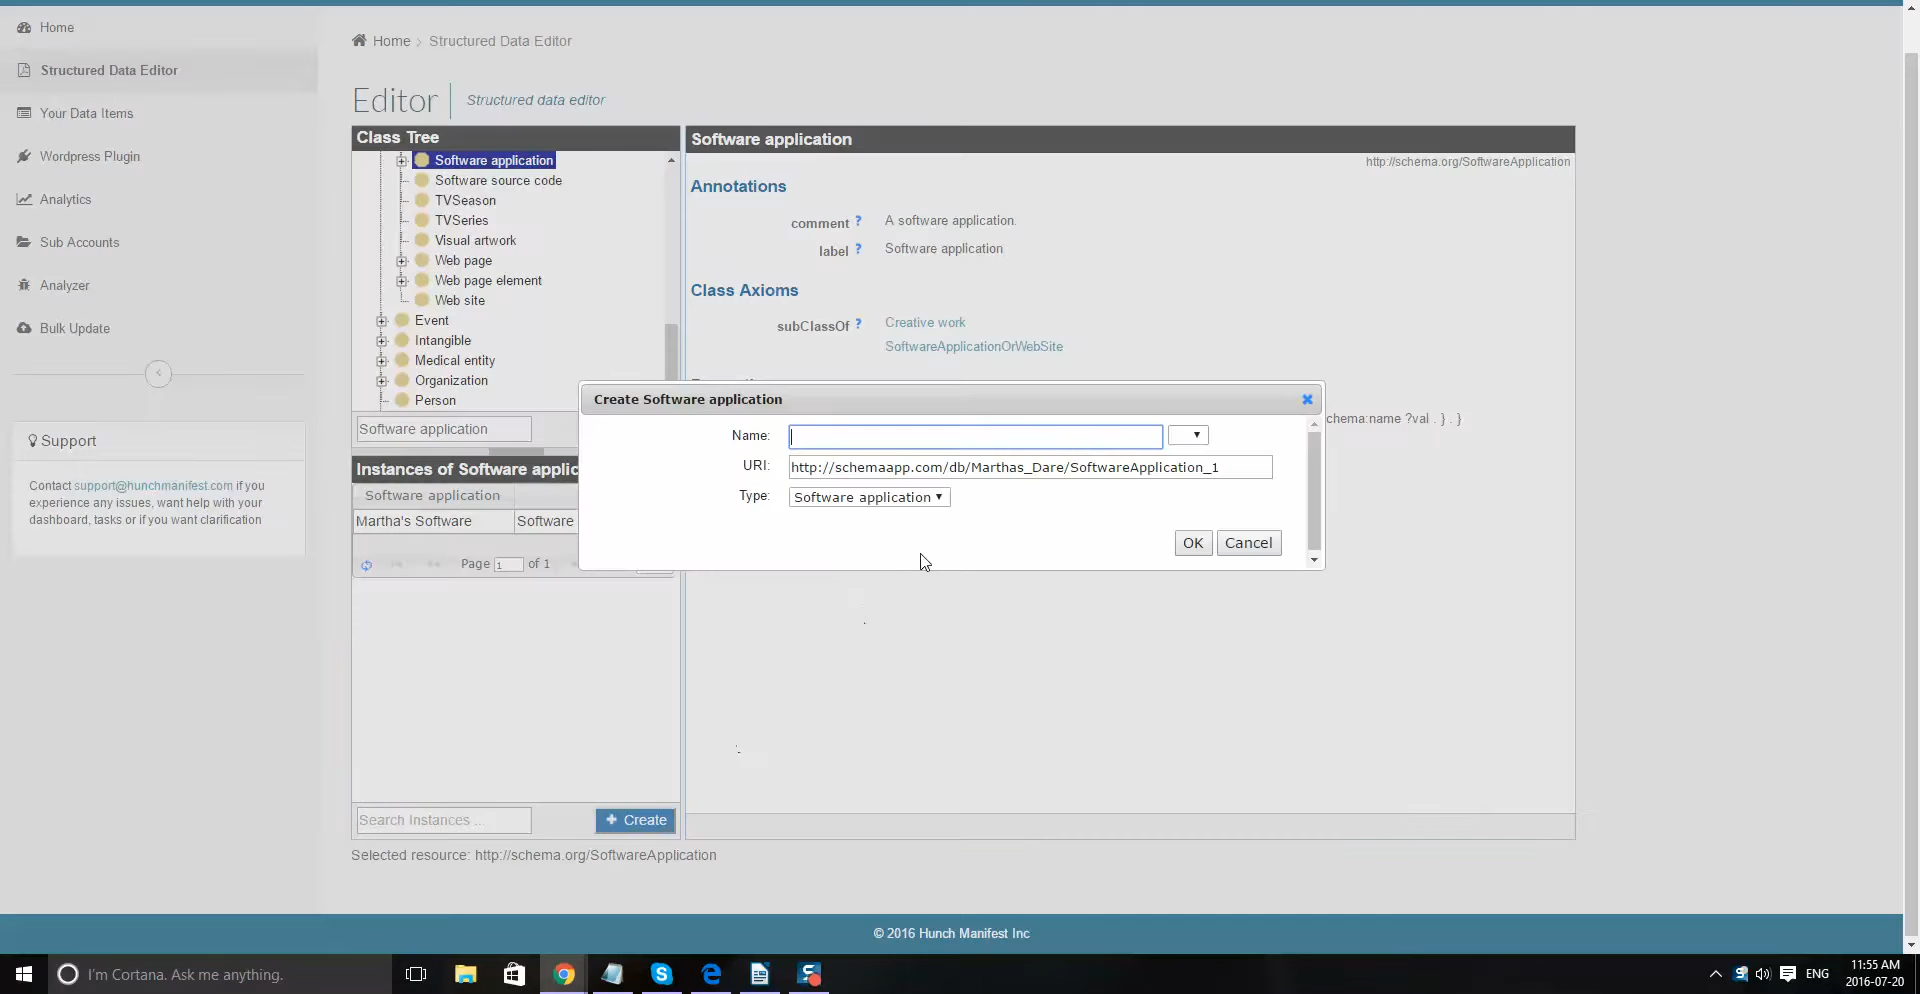 Home
Structured Data Editor
Your Data Items
Wordpress Plugin
Analytics
Sub Accounts
Analyzer
Bulk Update
Support
Contact support@hunchmanifest.com if you
experience any issues, want help with your
dashboard, tasks or if you want clarification
Home > Structured Data Editor
Editor
Structured data editor
Class Tree
Software application
Software source code
TVSeason
TVSeries
Visual artwork
Web page
Web page element
Web site
Event
Intangible
Medical entity
Organization
Person
Software application
Instances of Software applic
Software application
Martha's Software Software
Page 1 of 1
Search Instances ...
+ Create
Selected resource: http://schema.org/SoftwareApplication
Software application
http://schema.org/SoftwareApplication
Annotations
comment ? A software application.
label ? Software application
Class Axioms
subClassOf ? Creative work
SoftwareApplicationOrWebSite
chema:name ?val . } . }
Create Software application
Name:
URI: http://schemaapp.com/db/Marthas_Dare/SoftwareApplication_1
Type: Software application
OK Cancel
© 2016 Hunch Manifest Inc
I'm Cortana. Ask me anything.
ENG
11:55 AM
2016-07-20